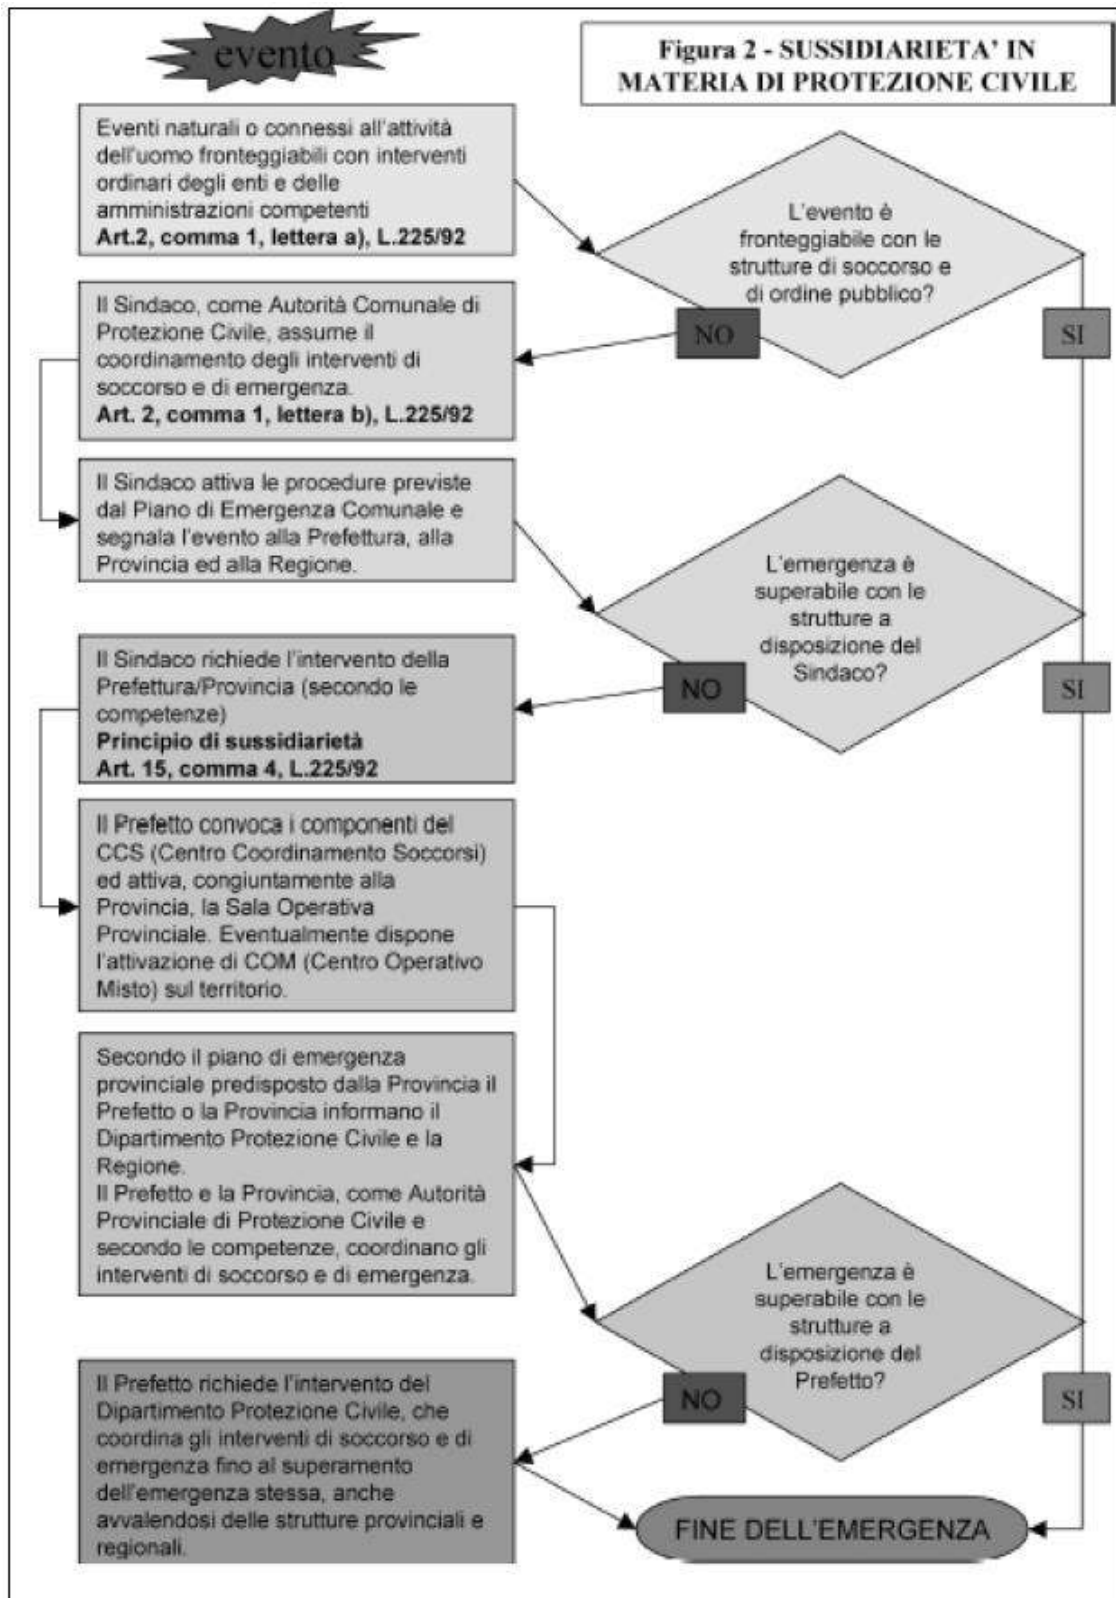 evento
Figura 2 - SUSSIDIARIETA' IN
MATERIA DI PROTEZIONE CIVILE
Eventi naturali o connessi all'attività
dell'uomo fronteggiabili con interventi
ordinari degli enti e delle
amministrazioni competenti
Art.2, comma 1, lettera a), L.225/92
L'evento è
fronteggiabile con le
strutture di soccorso e
di ordine pubblico?
NO
SI
Il Sindaco, come Autorità Comunale di
Protezione Civile, assume il
coordinamento degli interventi di
soccorso e di emergenza.
Art. 2, comma 1, lettera b), L.225/92
Il Sindaco attiva le procedure previste
dal Piano di Emergenza Comunale e
segnala l'evento alla Prefettura, alla
Provincia ed alla Regione.
L'emergenza è
superabile con le
strutture a
disposizione del
Sindaco?
NO
SI
Il Sindaco richiede l'intervento della
Prefettura/Provincia (secondo le
competenze)
Principio di sussidiarietà
Art. 15, comma 4, L.225/92
Il Prefetto convoca i componenti del
CCS (Centro Coordinamento Soccorsi)
ed attiva, congiuntamente alla
Provincia, la Sala Operativa
Provinciale. Eventualmente dispone
l'attivazione di COM (Centro Operativo
Misto) sul territorio.
Secondo il piano di emergenza
provinciale predisposto dalla Provincia il
Prefetto o la Provincia informano il
Dipartimento Protezione Civile e la
Regione.
Il Prefetto e la Provincia, come Autorità
Provinciale di Protezione Civile e
secondo le competenze, coordinano gli
interventi di soccorso e di emergenza.
L'emergenza è
superabile con le
strutture a
disposizione del
Prefetto?
NO
SI
Il Prefetto richiede l'intervento del
Dipartimento Protezione Civile, che
coordina gli interventi di soccorso e di
emergenza fino al superamento
dell'emergenza stessa, anche
avvalendosi delle strutture provinciali e
regionali.
FINE DELL'EMERGENZA